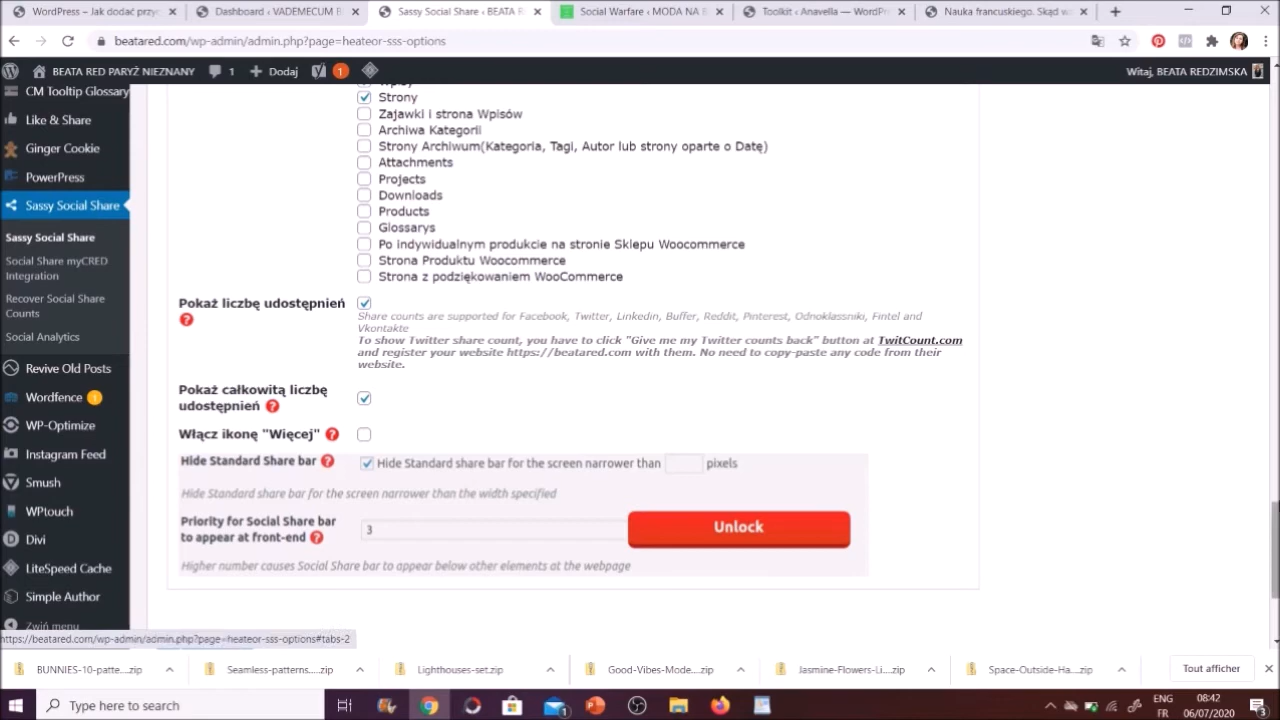 WordPress – Jak dodać przyc
Dashboard ‹ VADEMECUM B
Sassy Social Share ‹ BEATA R
Social Warfare ‹ MODA NA B
Toolkit ‹ Anavella — WordPr
Nauka francuskiego. Skąd w
beatared.com/wp-admin/admin.php?page=heateor-sss-options
BEATA RED PARYŻ NIEZNANY
1
Dodaj
1
Witaj, BEATA REDZIMSKA
CM Tooltip Glossary
Like & Share
Ginger Cookie
PowerPress
Sassy Social Share
Sassy Social Share
Social Share myCRED
Integration
Recover Social Share
Counts
Social Analytics
Revive Old Posts
Wordfence 1
WP-Optimize
Instagram Feed
Smush
WPtouch
Divi
LiteSpeed Cache
Simple Author
Zwiń menu
https://beatared.com/wp-admin/admin.php?page=heateor-sss-options#tabs-2
Wpisy
Strony
Zajawki i strona Wpisów
Archiwa Kategorii
Strony Archiwum(Kategoria, Tagi, Autor lub strony oparte o Datę)
Attachments
Projects
Downloads
Products
Glossarys
Po indywidualnym produkcie na stronie Sklepu Woocommerce
Strona Produktu Woocommerce
Strona z podziękowaniem WooCommerce
Pokaż liczbę udostępnień
?
Share counts are supported for Facebook, Twitter, Linkedin, Buffer, Reddit, Pinterest, Odnoklassniki, Fintel and
Vkontakte
To show Twitter share count, you have to click "Give me my Twitter counts back" button at TwitCount.com
and register your website https://beatared.com with them. No need to copy-paste any code from their
website.
Pokaż całkowitą liczbę
udostępnień ?
Włącz ikonę "Więcej" ?
Hide Standard Share bar ?
Hide Standard share bar for the screen narrower than pixels
Hide Standard share bar for the screen narrower than the width specified
Priority for Social Share bar
to appear at front-end ?
3
Unlock
Higher number causes Social Share bar to appear below other elements at the webpage
BUNNIES-10-patte....zip
Seamless-patterns....zip
Lighthouses-set.zip
Good-Vibes-Mode....zip
Jasmine-Flowers-Li....zip
Space-Outside-Ha....zip
Tout afficher
Type here to search
1
ENG
FR
08:42
06/07/2020
3